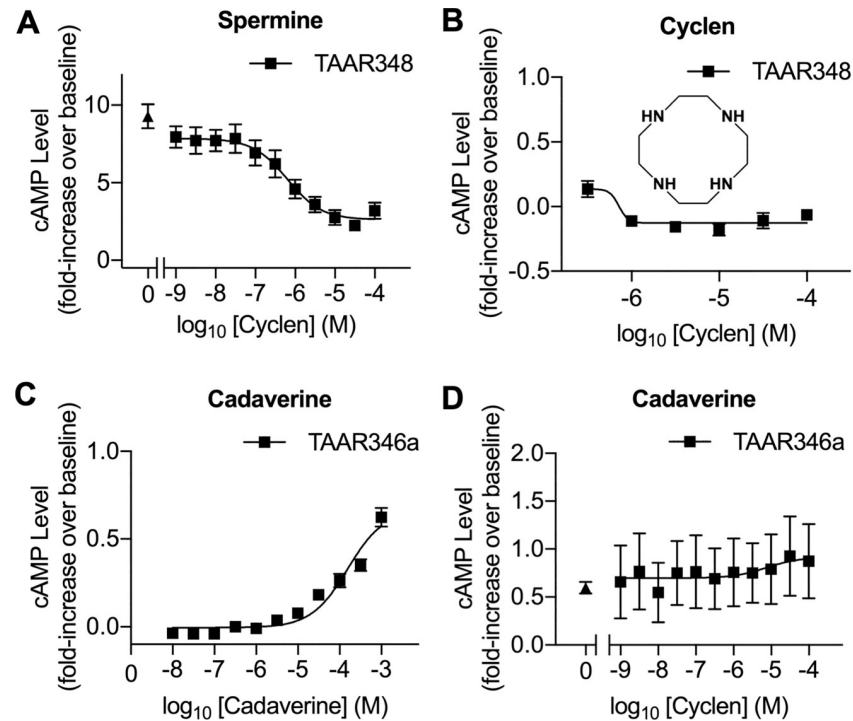 A
Spermine
TAAR348
cAMP Level
(fold-increase over baseline)
10
5
0
0 -9 -8 -7 -6 -5 -4
log10 [Cyclen] (M)
B
Cyclen
TAAR348
cAMP Level
(fold-increase over baseline)
1.0
0.5
0.0
-0.5
HN NH
NH HN
-6 -5 -4
log10 [Cyclen] (M)
C
Cadaverine
TAAR346a
cAMP Level
(fold-increase over baseline)
1.0
0.5
0.0
0 -8 -7 -6 -5 -4 -3
log10 [Cadaverine] (M)
D
Cadaverine
TAAR346a
cAMP Level
(fold-increase over baseline)
2.0
1.5
1.0
0.5
0.0
0 -9 -8 -7 -6 -5 -4
log10 [Cyclen] (M)